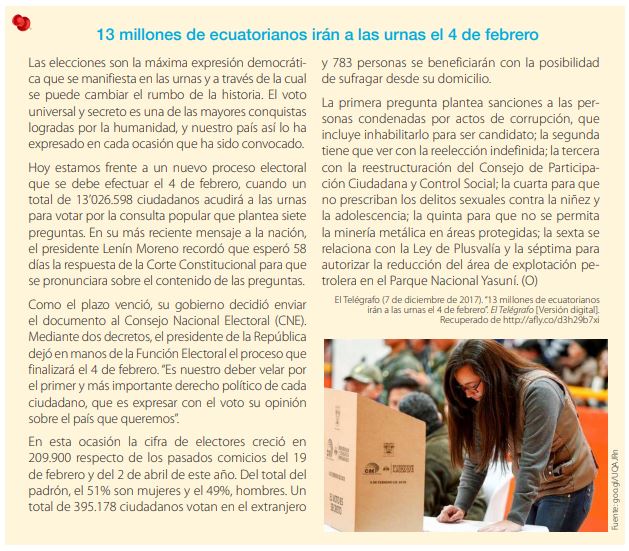 13 millones de ecuatorianos irán a las urnas el 4 de febrero
Las elecciones son la máxima expresión democráti-
ca que se manifiesta en las urnas y a través de la cual
se puede cambiar el rumbo de la historia. El voto
universal y secreto es una de las mayores conquistas
logradas por la humanidad, y nuestro país así lo ha
expresado en cada ocasión que ha sido convocado.
Hoy estamos frente a un nuevo proceso electoral
que se debe efectuar el 4 de febrero, cuando un
total de 13’026.598 ciudadanos acudirá a las urnas
para votar por la consulta popular que plantea siete
preguntas. En su más reciente mensaje a la nación,
el presidente Lenín Moreno recordó que esperó 58
días la respuesta de la Corte Constitucional para que
se pronunciara sobre el contenido de las preguntas.
Como el plazo venció, su gobierno decidió enviar
el documento al Consejo Nacional Electoral (CNE).
Mediante dos decretos, el presidente de la República
dejó en manos de la Función Electoral el proceso que
finalizará el 4 de febrero. “Es nuestro deber velar por
el primer y más importante derecho político de cada
ciudadano, que es expresar con el voto su opinión
sobre el país que queremos”.
En esta ocasión la cifra de electores creció en
209.900 respecto de los pasados comicios del 19
de febrero y del 2 de abril de este año. Del total del
padrón, el 51% son mujeres y el 49%, hombres. Un
total de 395.178 ciudadanos votan en el extranjero
y 783 personas se beneficiarán con la posibilidad
de sufragar desde su domicilio.
La primera pregunta plantea sanciones a las per-
sonas condenadas por actos de corrupción, que
incluye inhabilitarlo para ser candidato; la segunda
tiene que ver con la reelección indefinida; la tercera
con la reestructuración del Consejo de Participa-
ción Ciudadana y Control Social; la cuarta para que
no prescriban los delitos sexuales contra la niñez y
la adolescencia; la quinta para que no se permita
la minería metálica en áreas protegidas; la sexta se
relaciona con la Ley de Plusvalía y la séptima para
autorizar la reducción del área de explotación pe-
trolera en el Parque Nacional Yasuní. (O)
El Telégrafo (7 de diciembre de 2017). “13 millones de ecuatorianos
irán a las urnas el 4 de febrero”. El Telégrafo [Versión digital].
Recuperado de http://afly.co/d3h29b7xi
Fuente: goo.gl/UQAJRn